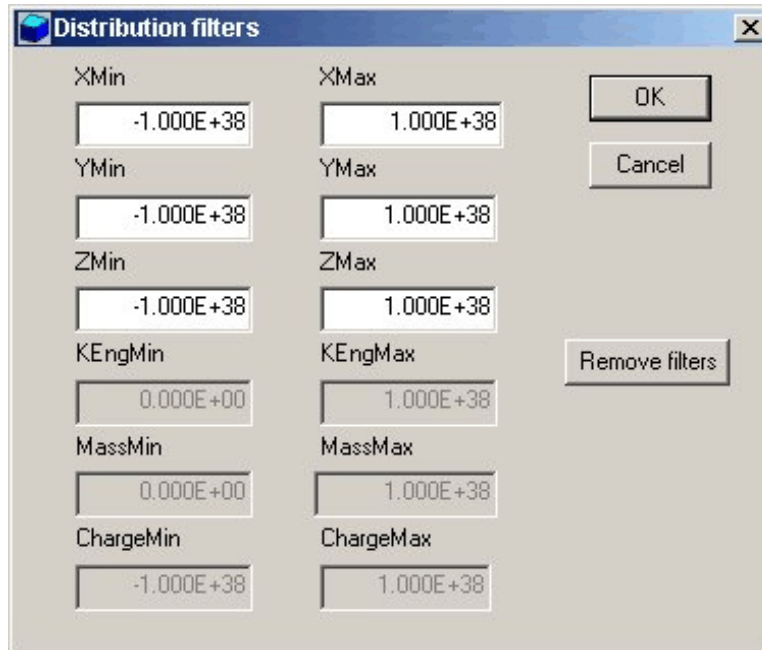 Distribution filters
XMin XMax
-1.000E+38 1.000E+38
OK
YMin YMax
Cancel
-1.000E+38 1.000E+38
ZMin ZMax
-1.000E+38 1.000E+38
KEngMin KEngMax
Remove filters
0.000E+00 1.000E+38
MassMin MassMax
0.000E+00 1.000E+38
ChargeMin ChargeMax
-1.000E+38 1.000E+38